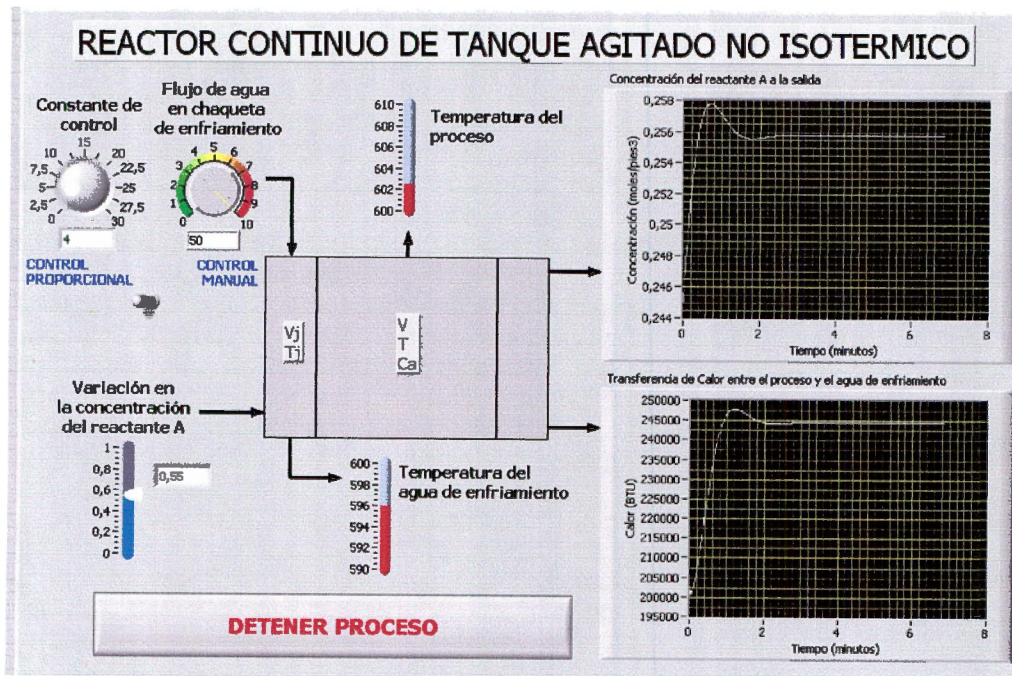 REACTOR CONTINUO DE TANQUE AGITADO NO ISOTERMICO
Constante de
control
15
10
20
7,5
22,5
5
25
2,5
27,5
0
30
4
CONTROL
PROPORCIONAL
Flujo de agua
en chaqueta
de enfriamiento
5
4
6
3
7
2
8
1
9
0
10
50
CONTROL
MANUAL
610
608
606
604
602
600
Temperatura del
proceso
Vj
Tj
V
T
Ca
Variación en
la concentración
del reactante A
1
0,8
0,6
0,4
0,2
0
0,55
600
598
596
594
592
590
Temperatura del
agua de enfriamiento
DETENER PROCESO
Concentración del reactante A a la salida
Concentración (moles/pies3)
0,258
0,256
0,254
0,252
0,25
0,248
0,246
0,244
0
2
4
6
8
Tiempo (minutos)
Transferencia de Calor entre el proceso y el agua de enfriamiento
Calor (BTU)
250000
245000
240000
235000
230000
225000
220000
215000
210000
205000
200000
195000
0
2
4
6
8
Tiempo (minutos)